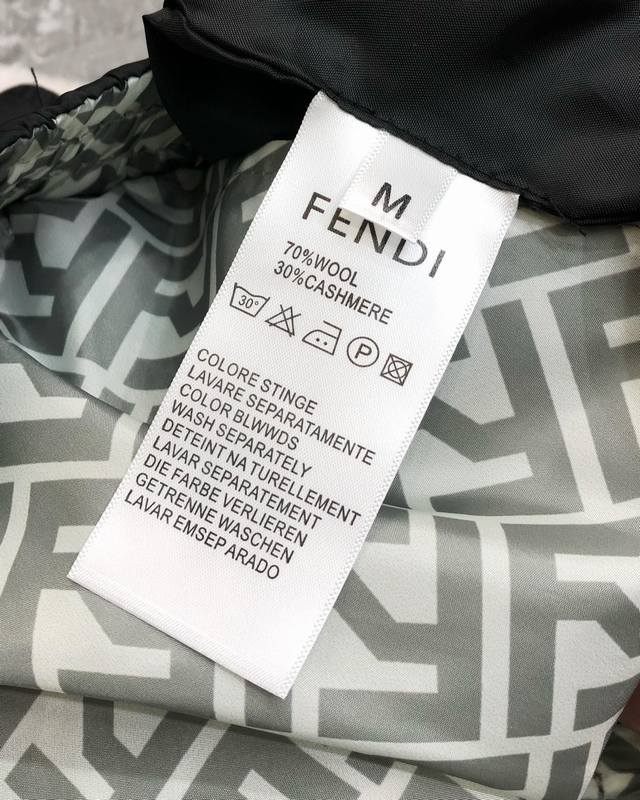 M
FENDI
70%WOOL
30%CASHMERE
30°
P
COLORE STINGE
LAVARE SEPARATAMENTE
COLOR BLWWDS
WASH SEPARATELY
DETEINT NA TURELLEMENT
LAVAR SEPARATEMENT
DIE FARBE VERLIEREN
GETRENNE WASCHEN
LAVAR EMSEP ARADO